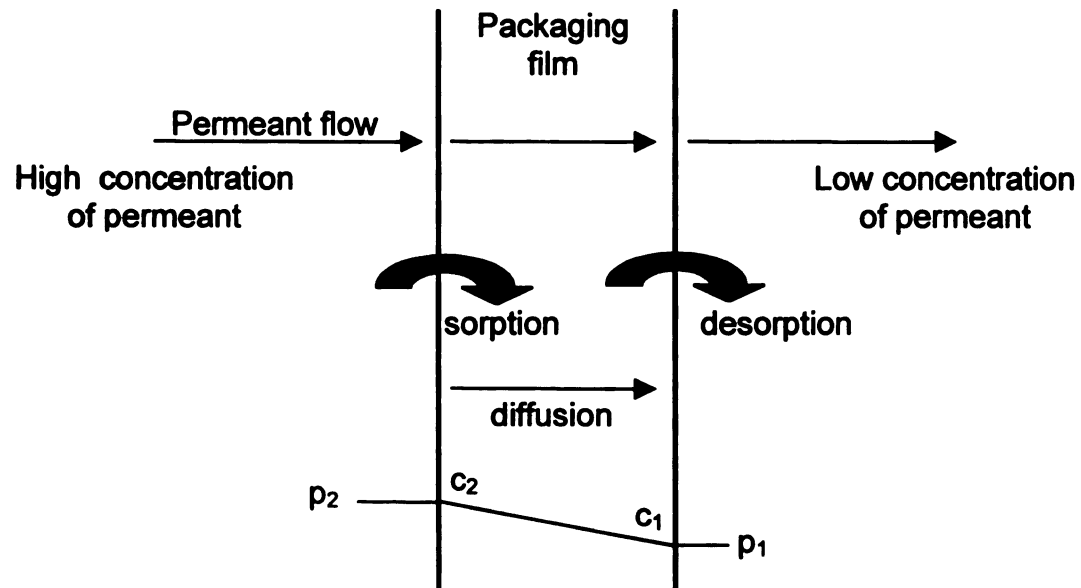 Packaging
film
Permeant flow
High concentration
of permeant
Low concentration
of permeant
sorption
desorption
diffusion
p₂
c₂
c₁
p₁